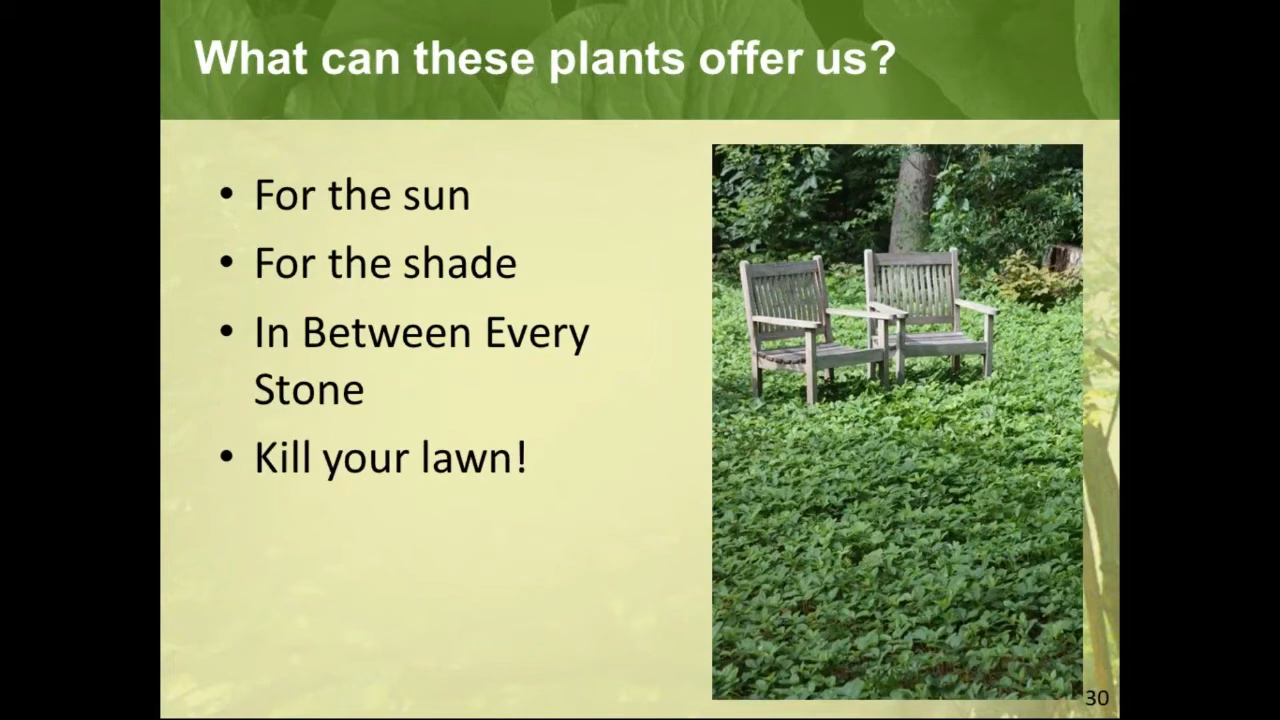 What can these plants offer us?
• For the sun
• For the shade
• In Between Every
Stone
• Kill your lawn!
30